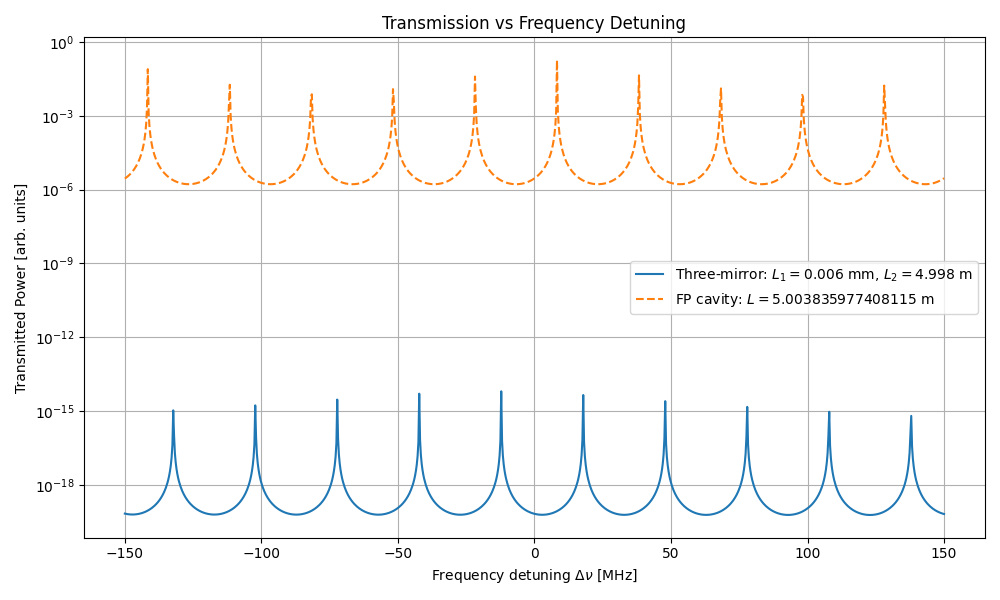 Transmission vs Frequency Detuning
Transmitted Power [arb. units]
10⁰
10⁻³
10⁻⁶
10⁻⁹
10⁻¹²
10⁻¹⁵
10⁻¹⁸
Three-mirror: L₁ = 0.006 mm, L₂ = 4.998 m
FP cavity: L = 5.003835977408115 m
−150
−100
−50
0
50
100
150
Frequency detuning Δν [MHz]